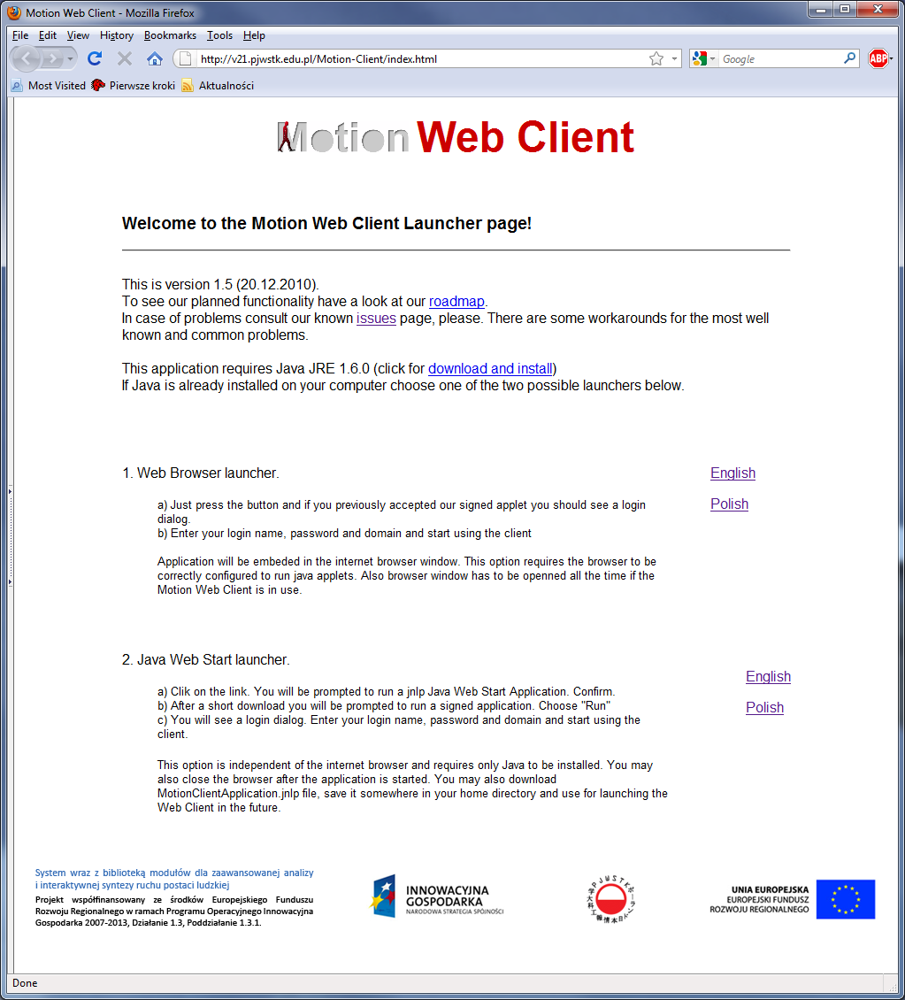 Motion Web Client - Mozilla Firefox
File Edit View History Bookmarks Tools Help
http://v21.pjwstk.edu.pl/Motion-Client/index.html
Google
ABP
Most Visited Pierwsze kroki Aktualności
Motion Web Client
Welcome to the Motion Web Client Launcher page!
This is version 1.5 (20.12.2010).
To see our planned functionality have a look at our roadmap.
In case of problems consult our known issues page, please. There are some workarounds for the most well
known and common problems.
This application requires Java JRE 1.6.0 (click for download and install)
If Java is already installed on your computer choose one of the two possible launchers below.
1. Web Browser launcher.
English
Polish
a) Just press the button and if you previously accepted our signed applet you should see a login
dialog.
b) Enter your login name, password and domain and start using the client
Application will be embeded in the internet browser window. This option requires the browser to be
correctly configured to run java applets. Also browser window has to be openned all the time if the
Motion Web Client is in use.
2. Java Web Start launcher.
English
Polish
a) Clik on the link. You will be prompted to run a jnlp Java Web Start Application. Confirm.
b) After a short download you will be prompted to run a signed application. Choose "Run"
c) You will see a login dialog. Enter your login name, password and domain and start using the
client.
This option is independent of the internet browser and requires only Java to be installed. You may
also close the browser after the application is started. You may also download
MotionClientApplication.jnlp file, save it somewhere in your home directory and use for launching the
Web Client in the future.
System wraz z biblioteką modułów dla zaawansowanej analizy
i interaktywnej syntezy ruchu postaci ludzkiej
Projekt współfinansowany ze środków Europejskiego Funduszu
Rozwoju Regionalnego w ramach Programu Operacyjnego Innowacyjna
Gospodarka 2007-2013, Działanie 1.3, Poddziałanie 1.3.1.
INNOWACYJNA
GOSPODARKA
NARODOWA STRATEGIA SPÓJNOŚCI
PJWSTK
UNIA EUROPEJSKA
EUROPEJSKI FUNDUSZ
ROZWOJU REGIONALNEGO
Done